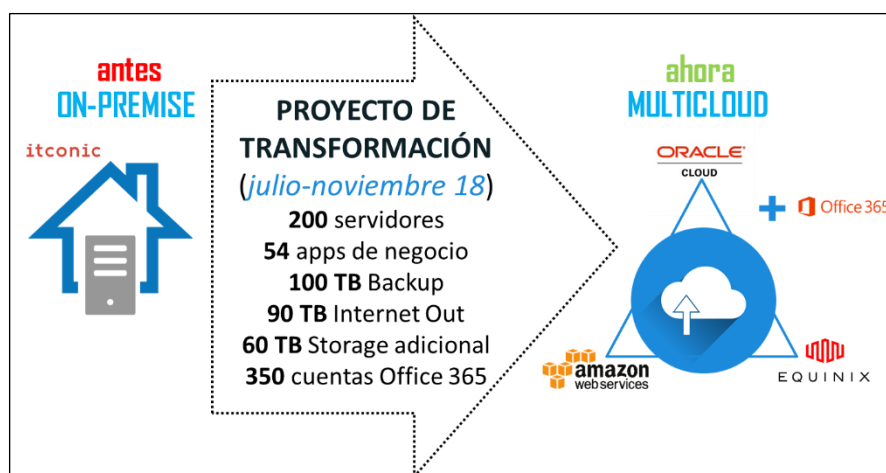 antes
ON-PREMISE
itconic
PROYECTO DE
TRANSFORMACIÓN
(julio-noviembre 18)
200 servidores
54 apps de negocio
100 TB Backup
90 TB Internet Out
60 TB Storage adicional
350 cuentas Office 365
ahora
MULTICLOUD
ORACLE®
CLOUD
Office 365
amazon
webservices
EQUINIX